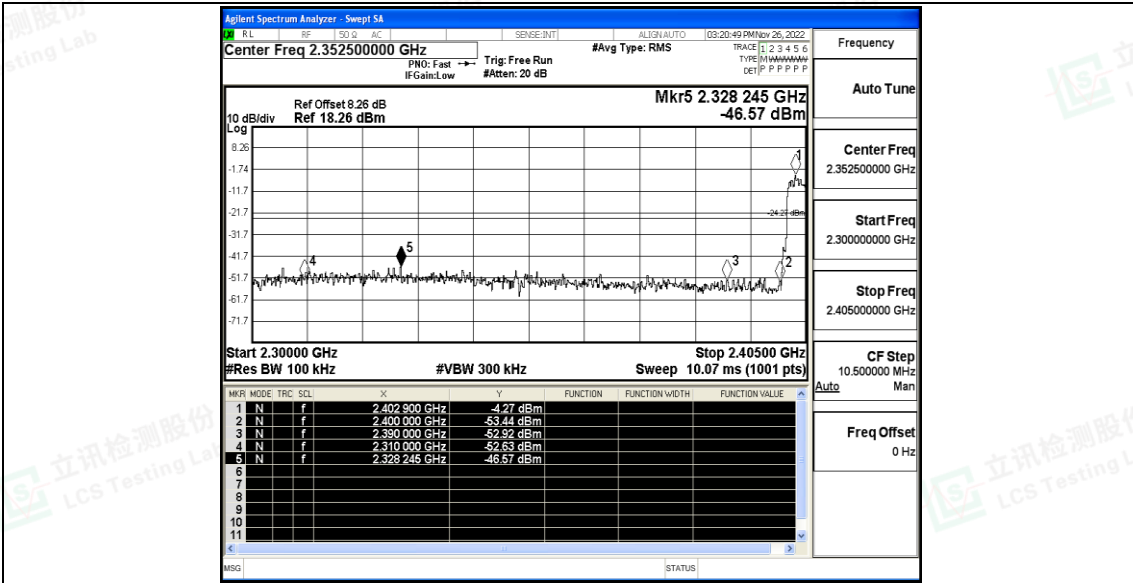 Agilent Spectrum Analyzer - Swept SA
LXI RL RF 50 Ω AC SENSE:INT ALIGN AUTO 03:20:49 PM Nov 26, 2022
Center Freq 2.352500000 GHz #Avg Type: RMS TRACE 1 2 3 4 5 6
PNO: Fast Trig: Free Run TYPE M WWWWW
IFGain:Low #Atten: 20 dB DET P P P P P P
Frequency
Auto Tune
Mkr5 2.328 245 GHz
-46.57 dBm
Ref Offset 8.26 dB
10 dB/div Ref 18.26 dBm
Log
8.26
-1.74
-11.7
-21.7
-31.7
-41.7
-51.7
-61.7
-71.7
1
-24.27 dBm
5
4
3
2
Center Freq
2.352500000 GHz
Start Freq
2.300000000 GHz
Stop Freq
2.405000000 GHz
Start 2.30000 GHz Stop 2.40500 GHz
#Res BW 100 kHz #VBW 300 kHz Sweep 10.07 ms (1001 pts)
CF Step
10.500000 MHz
Auto Man
Freq Offset
0 Hz
MKR MODE TRC SCL X Y FUNCTION FUNCTION WIDTH FUNCTION VALUE
1 N f 2.402 900 GHz -4.27 dBm
2 N f 2.400 000 GHz -53.44 dBm
3 N f 2.390 000 GHz -52.92 dBm
4 N f 2.310 000 GHz -52.63 dBm
5 N f 2.328 245 GHz -46.57 dBm
6
7
8
9
10
11
MSG STATUS
立讯检测股份
LCS Testing Lab
立讯检测股份
LCS Testing L